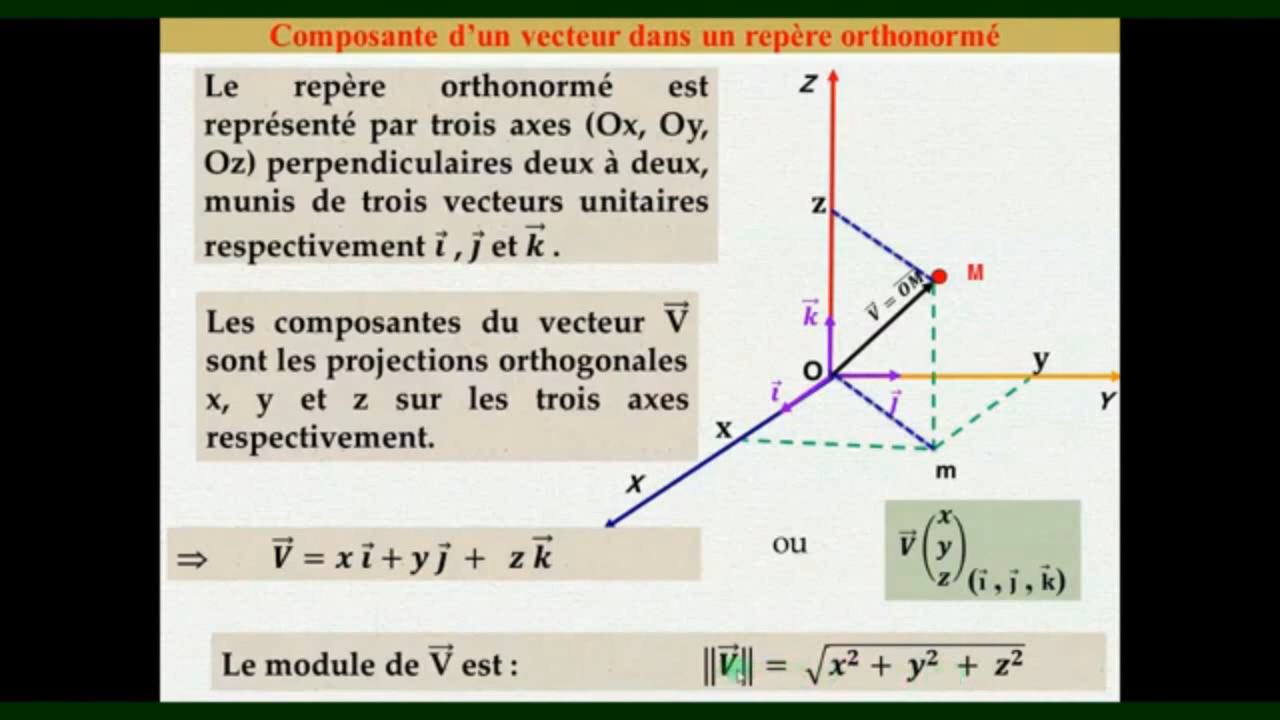 Composante d'un vecteur dans un repère orthonormé
Le repère orthonormé est
représenté par trois axes (Ox, Oy,
Oz) perpendiculaires deux à deux,
munis de trois vecteurs unitaires
respectivement i⃗ , j⃗ et k⃗ .
Les composantes du vecteur V⃗
sont les projections orthogonales
x, y et z sur les trois axes
respectivement.
Z
z
M
V⃗ = OM⃗
k⃗
O
y
i⃗
j⃗
Y
x
m
X
⇒ V⃗ = x i⃗ + y j⃗ + z k⃗
ou
V⃗ (x
y
z) (i⃗ , j⃗ , k⃗)
Le module de V⃗ est : ||V⃗|| = √(x² + y² + z²)